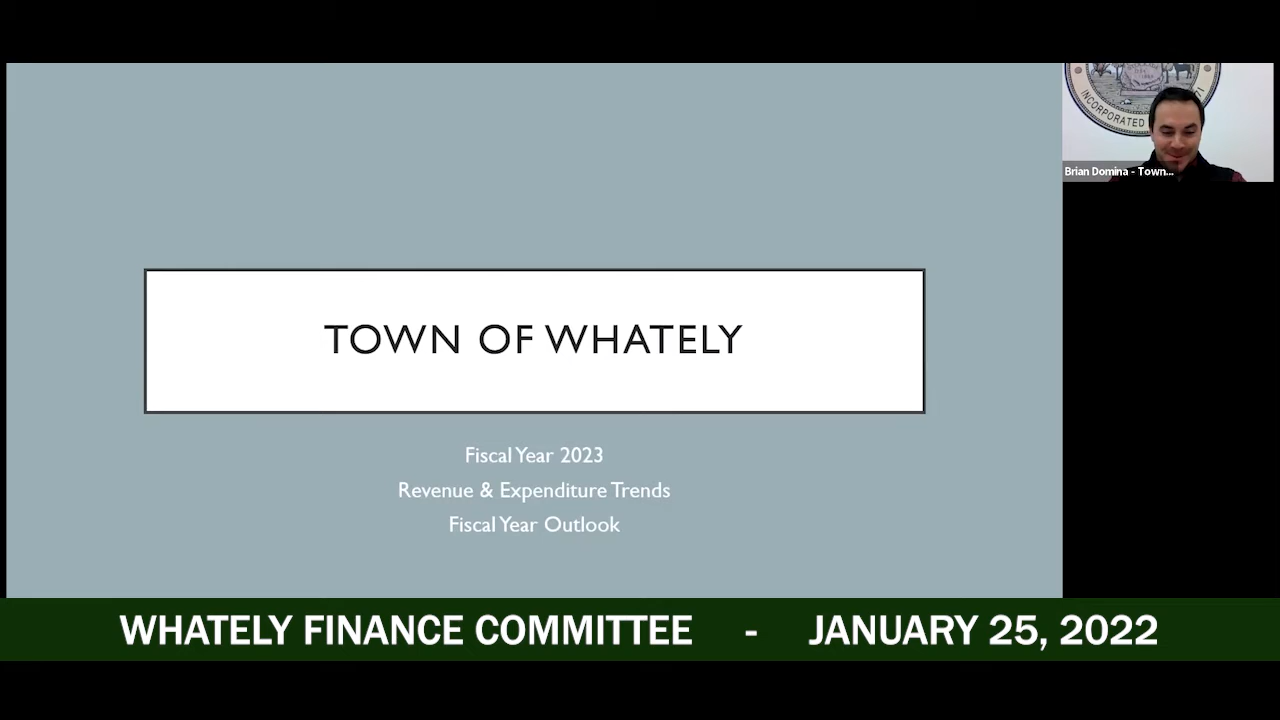 INCORPORATED
Brian Domina - Town...
TOWN OF WHATELY
Fiscal Year 2023
Revenue & Expenditure Trends
Fiscal Year Outlook
WHATELY FINANCE COMMITTEE - JANUARY 25, 2022